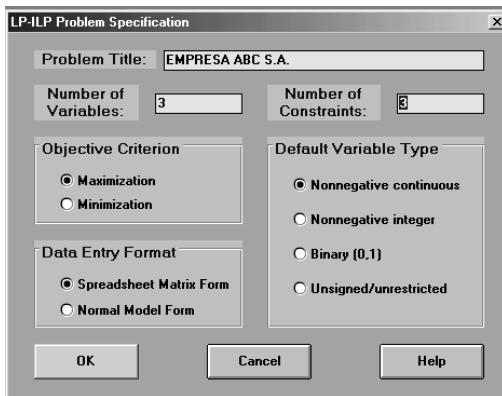 LP-ILP Problem Specification
Problem Title: EMPRESA ABC S.A.
Number of Variables: 3
Number of Constraints: 3
Objective Criterion
Maximization
Minimization
Data Entry Format
Spreadsheet Matrix Form
Normal Model Form
Default Variable Type
Nonnegative continuous
Nonnegative integer
Binary (0,1)
Unsigned/unrestricted
OK
Cancel
Help